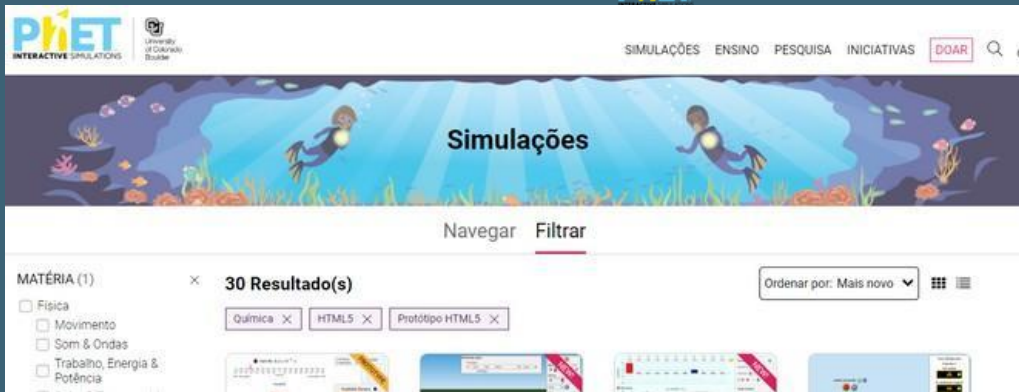 PhET
INTERACTIVE SIMULATIONS
University
of Colorado
Boulder
SIMULAÇÕES ENSINO PESQUISA INICIATIVAS DOAR
Simulações
Navegar Filtrar
MATÉRIA (1)
30 Resultado(s)
Ordenar por: Mais novo
Química HTML5 Protótipo HTML5
Física
Movimento
Som & Ondas
Trabalho, Energia &
Potência